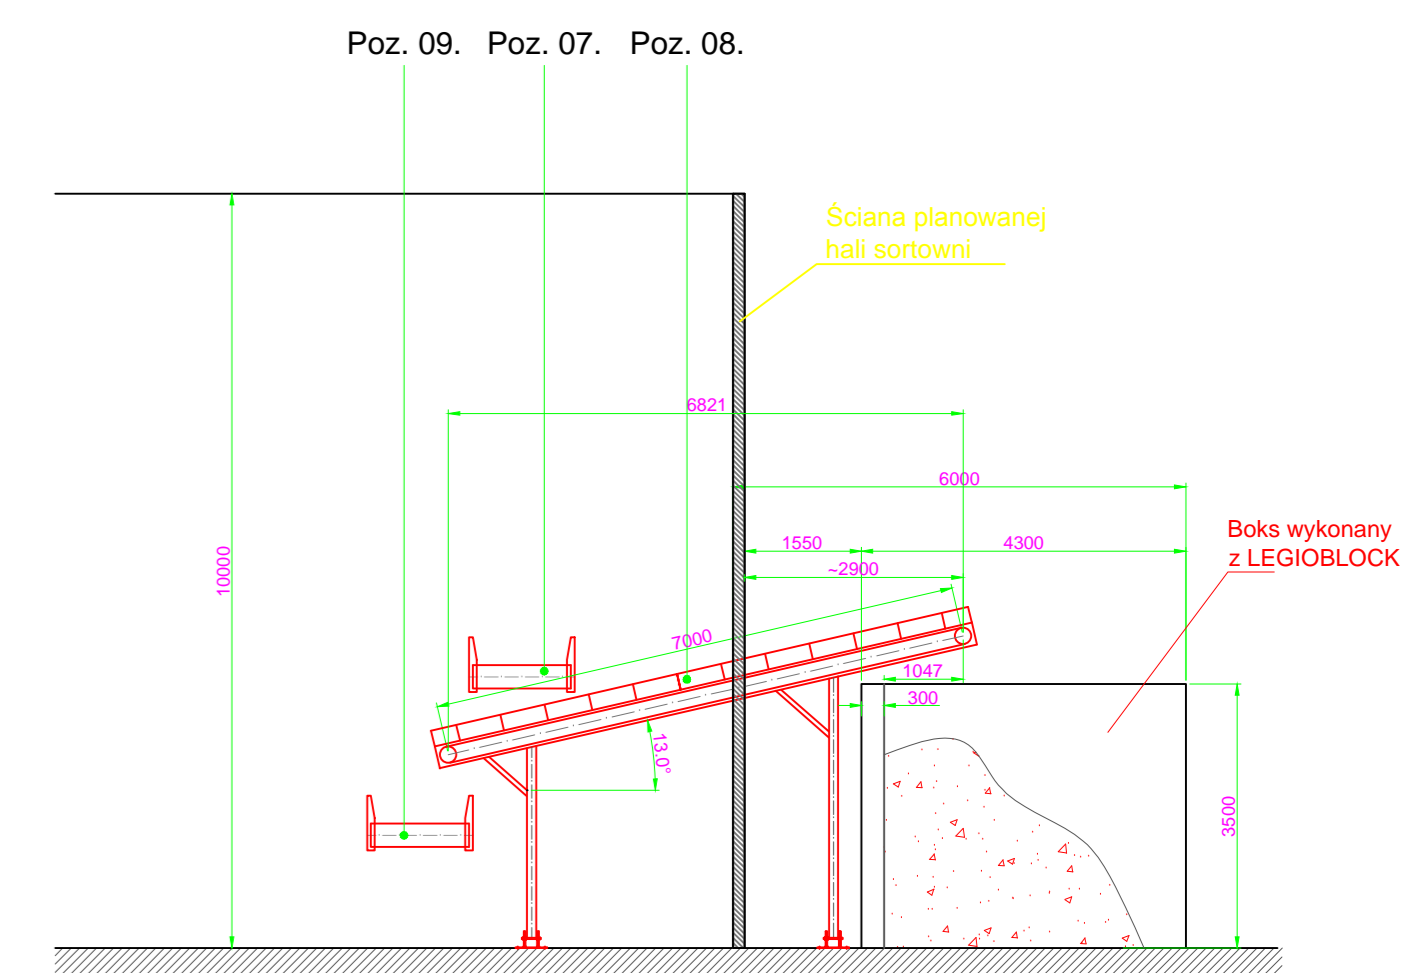 Poz. 09. Poz. 07. Poz. 08.
Ściana planowanej
hali sortowni
6821
6000
Boks wykonany
z LEGIOBLOCK
1550
4300
~2900
10000
7000
1047
300
13.0°
3500